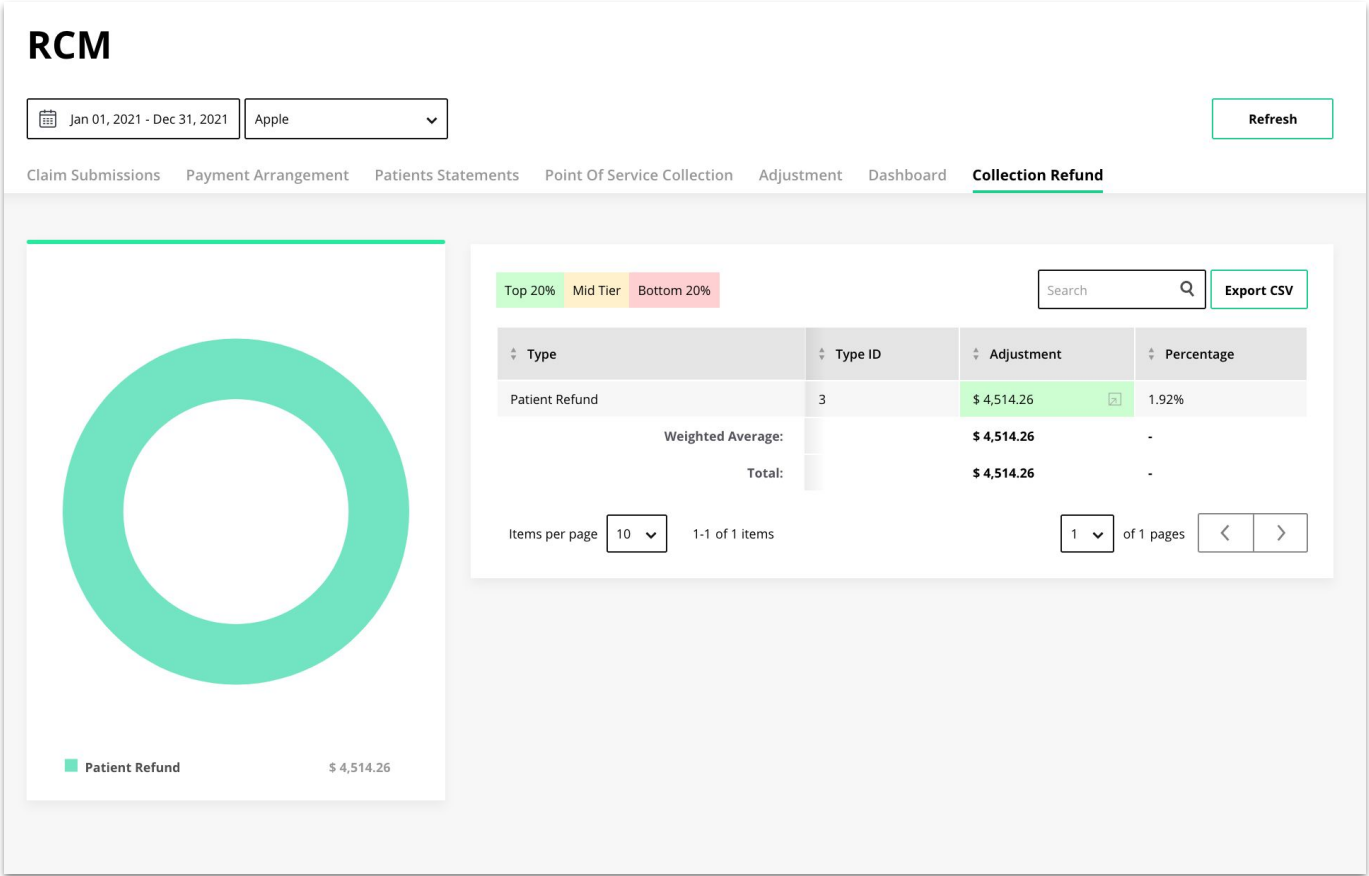 RCM
Jan 01, 2021 - Dec 31, 2021 Apple Refresh
Claim Submissions Payment Arrangement Patients Statements Point Of Service Collection Adjustment Dashboard Collection Refund
Top 20% Mid Tier Bottom 20% Search Export CSV
Type Type ID Adjustment Percentage
Patient Refund 3 $ 4,514.26 1.92%
Weighted Average: $ 4,514.26 -
Total: $ 4,514.26 -
Items per page 10 1-1 of 1 items 1 of 1 pages
Patient Refund $ 4,514.26